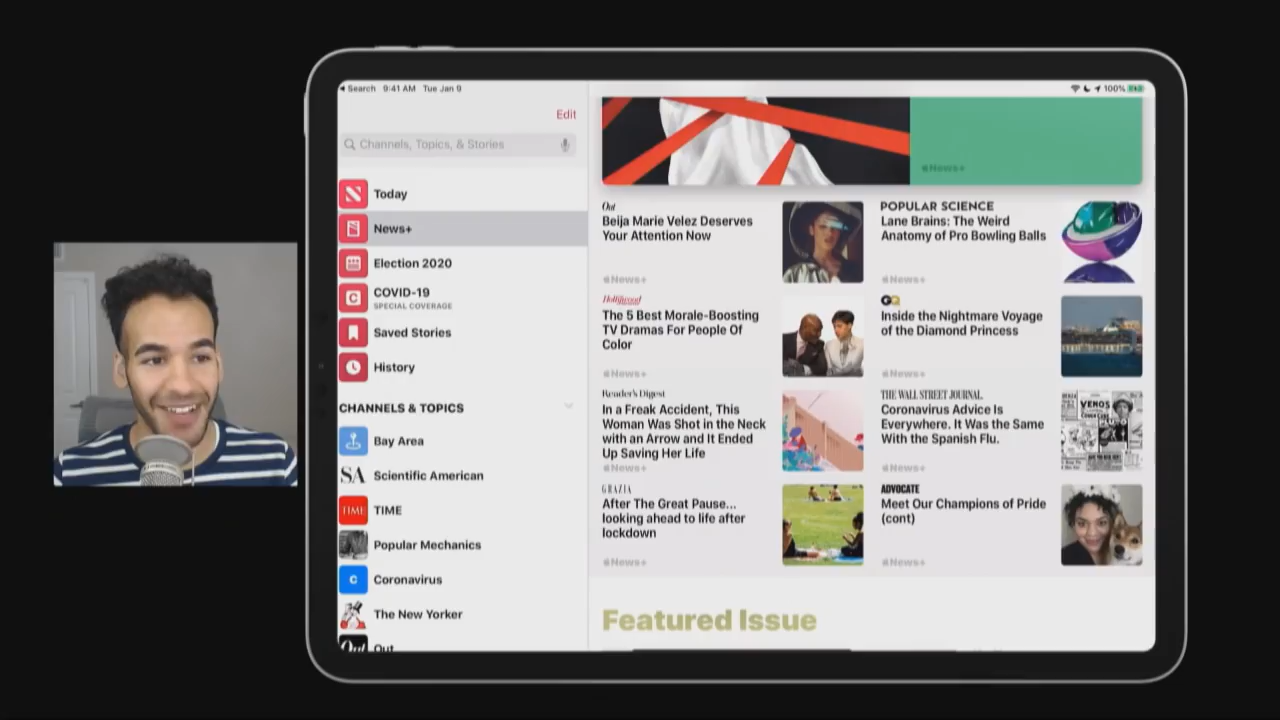 Search 9:41 AM Tue Jan 9
100%
Edit
Channels, Topics, & Stories
Today
News+
Election 2020
COVID-19
SPECIAL COVERAGE
Saved Stories
History
CHANNELS & TOPICS
Bay Area
SA Scientific American
TIME TIME
Popular Mechanics
C Coronavirus
The New Yorker
Out Out
News+
Out
Beija Marie Velez Deserves
Your Attention Now
News+
POPULAR SCIENCE
Lane Brains: The Weird
Anatomy of Pro Bowling Balls
News+
Hollywood
The 5 Best Morale-Boosting
TV Dramas For People Of
Color
News+
GQ
Inside the Nightmare Voyage
of the Diamond Princess
News+
Reader's Digest
In a Freak Accident, This
Woman Was Shot in the Neck
with an Arrow and It Ended
Up Saving Her Life
News+
THE WALL STREET JOURNAL.
Coronavirus Advice Is
Everywhere. It Was the Same
With the Spanish Flu.
News+
VENO'S
PLUTO
GRAZIA
After The Great Pause...
looking ahead to life after
lockdown
News+
ADVOCATE
Meet Our Champions of Pride
(cont)
News+
Featured Issue